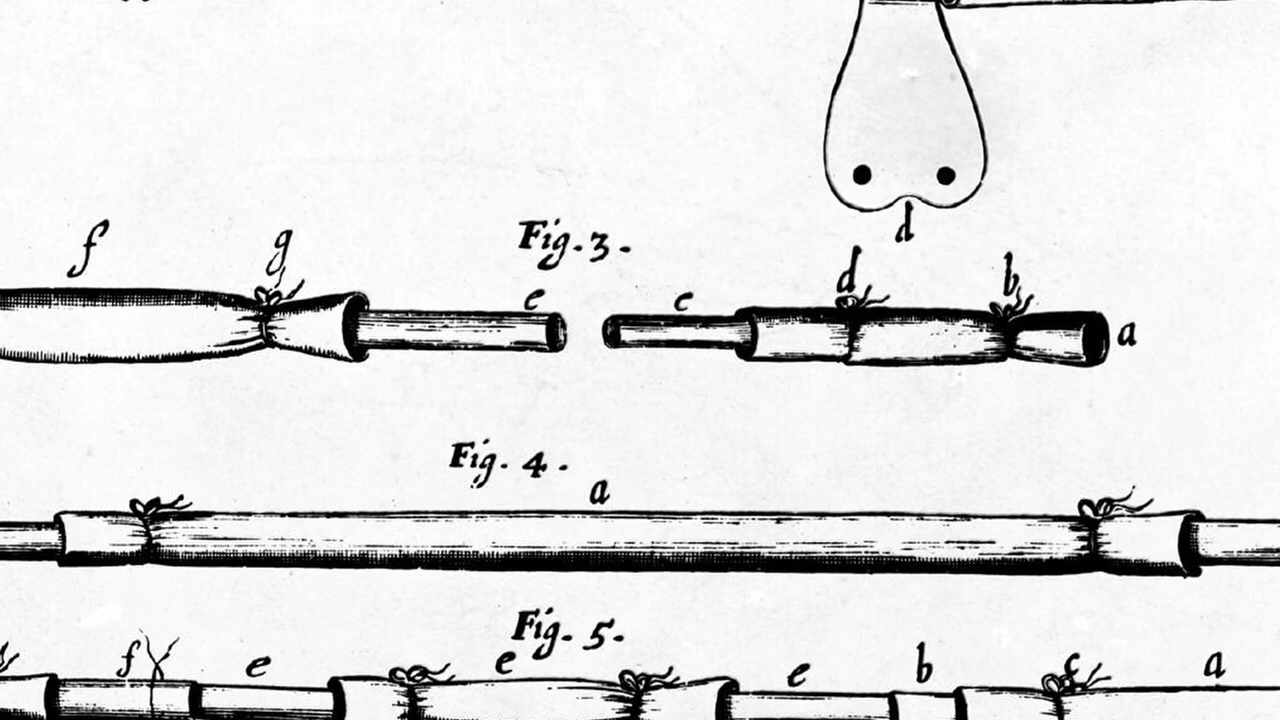 d
Fig. 3.
f g e e d b a
Fig. 4.
a
Fig. 5.
f e e e b c a